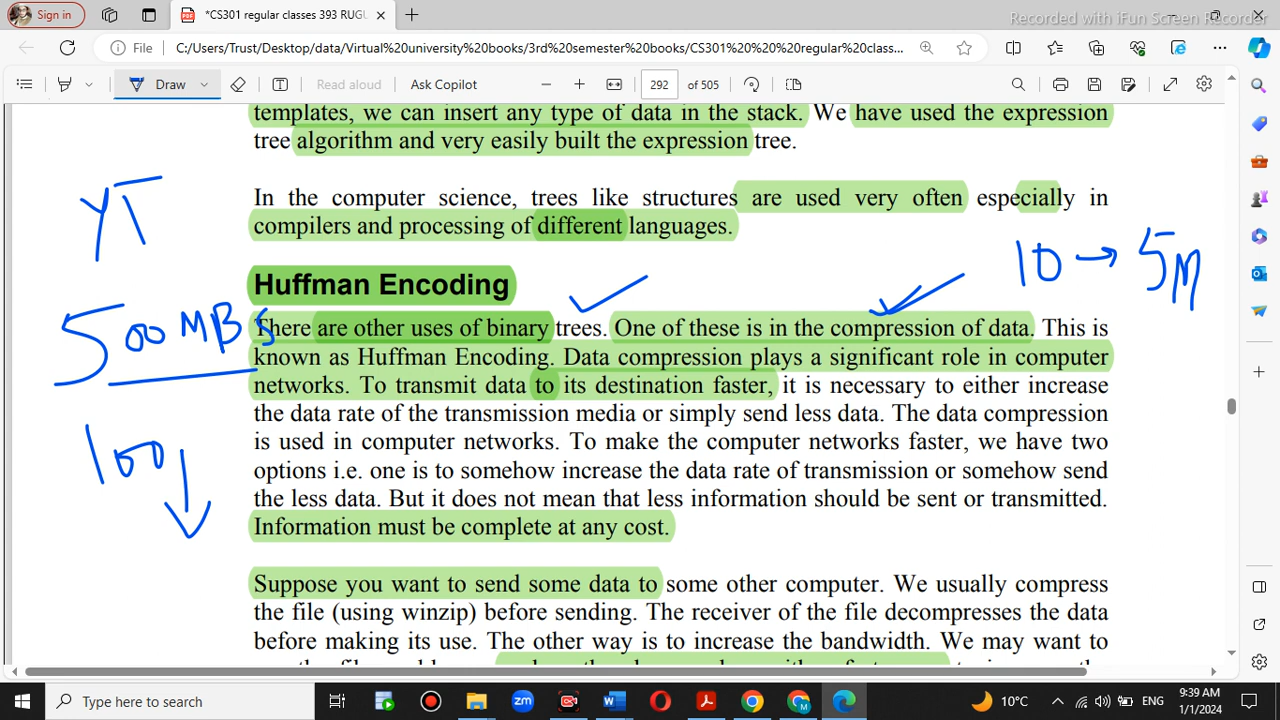 Sign in
*CS301 regular classes 393 RUGU
Recorded with iFun Screen Recorder
File
C:/Users/Trust/Desktop/data/Virtual%20university%20books/3rd%20semester%20books/CS301%20%20%20regular%20clas...
Draw
Read aloud
Ask Copilot
292 of 505
templates, we can insert any type of data in the stack. We have used the expression
tree algorithm and very easily built the expression tree.
YT
In the computer science, trees like structures are used very often especially in
compilers and processing of different languages.
10 → 5M
Huffman Encoding
500 MBs
There are other uses of binary trees. One of these is in the compression of data. This is
known as Huffman Encoding. Data compression plays a significant role in computer
networks. To transmit data to its destination faster, it is necessary to either increase
the data rate of the transmission media or simply send less data. The data compression
100
is used in computer networks. To make the computer networks faster, we have two
options i.e. one is to somehow increase the data rate of transmission or somehow send
the less data. But it does not mean that less information should be sent or transmitted.
Information must be complete at any cost.
Suppose you want to send some data to some other computer. We usually compress
the file (using winzip) before sending. The receiver of the file decompresses the data
before making its use. The other way is to increase the bandwidth. We may want to
Type here to search
10°C
ENG
9:39 AM
1/1/2024